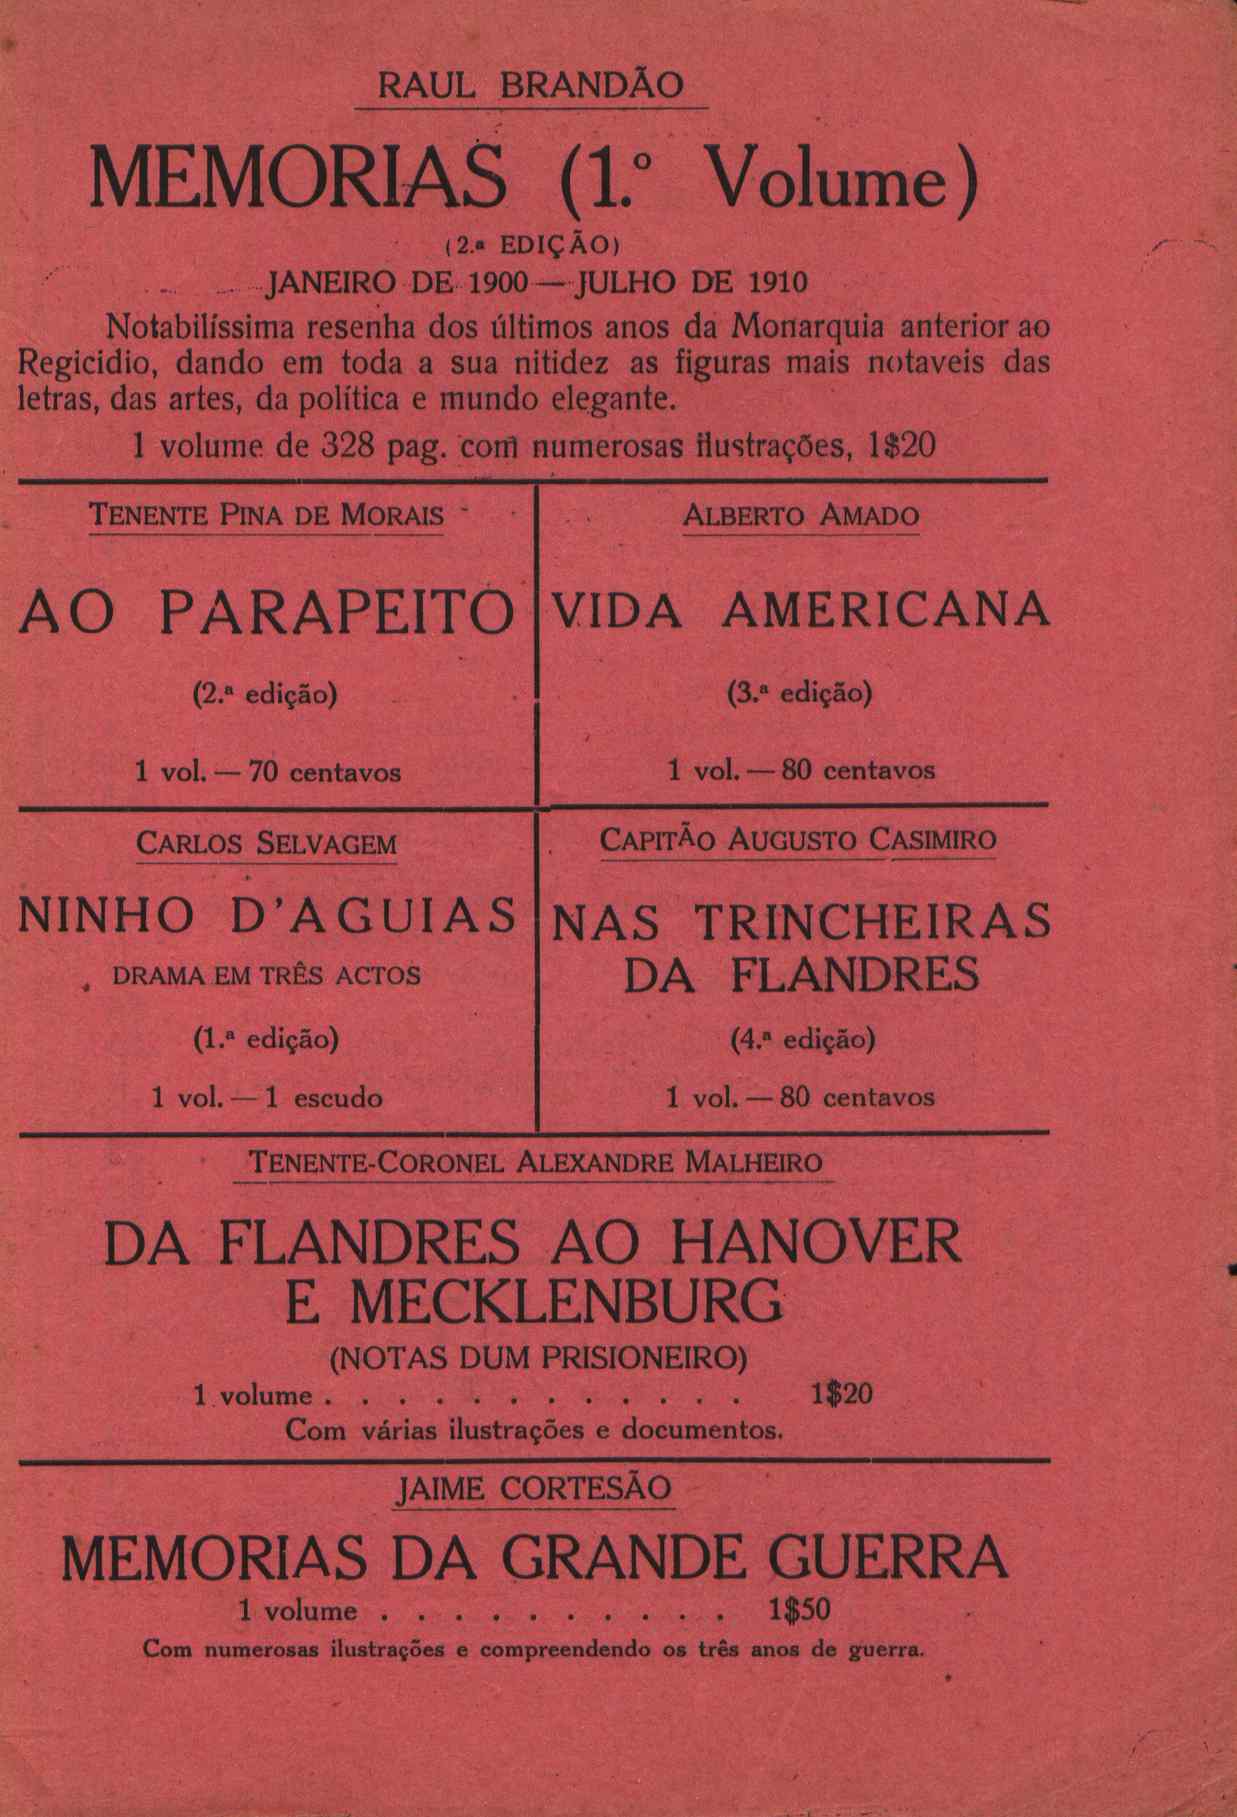 RAUL BRANDÃO
MEMORIAS (1.º Volume)
(2.ª EDIÇÃO)
JANEIRO DE 1900 — JULHO DE 1910
Notabilíssima resenha dos últimos anos da Monarquia anterior ao
Regicidio, dando em toda a sua nitidez as figuras mais notaveis das
letras, das artes, da política e mundo elegante.
1 volume de 328 pag. com numerosas ilustrações, 1$20
TENENTE PINA DE MORAIS
AO PARAPEITO
(2.ª edição)
1 vol. — 70 centavos
ALBERTO AMADO
VIDA AMERICANA
(3.ª edição)
1 vol. — 80 centavos
CARLOS SELVAGEM
NINHO D'AGUIAS
DRAMA EM TRÊS ACTOS
(1.ª edição)
1 vol. — 1 escudo
CAPITÃO AUGUSTO CASIMIRO
NAS TRINCHEIRAS
DA FLANDRES
(4.ª edição)
1 vol. — 80 centavos
TENENTE-CORONEL ALEXANDRE MALHEIRO
DA FLANDRES AO HANOVER
E MECKLENBURG
(NOTAS DUM PRISIONEIRO)
1 volume . . . . . . . . . . . . 1$20
Com várias ilustrações e documentos.
JAIME CORTESÃO
MEMORIAS DA GRANDE GUERRA
1 volume . . . . . . . . . . 1$50
Com numerosas ilustrações e compreendendo os três anos de guerra.